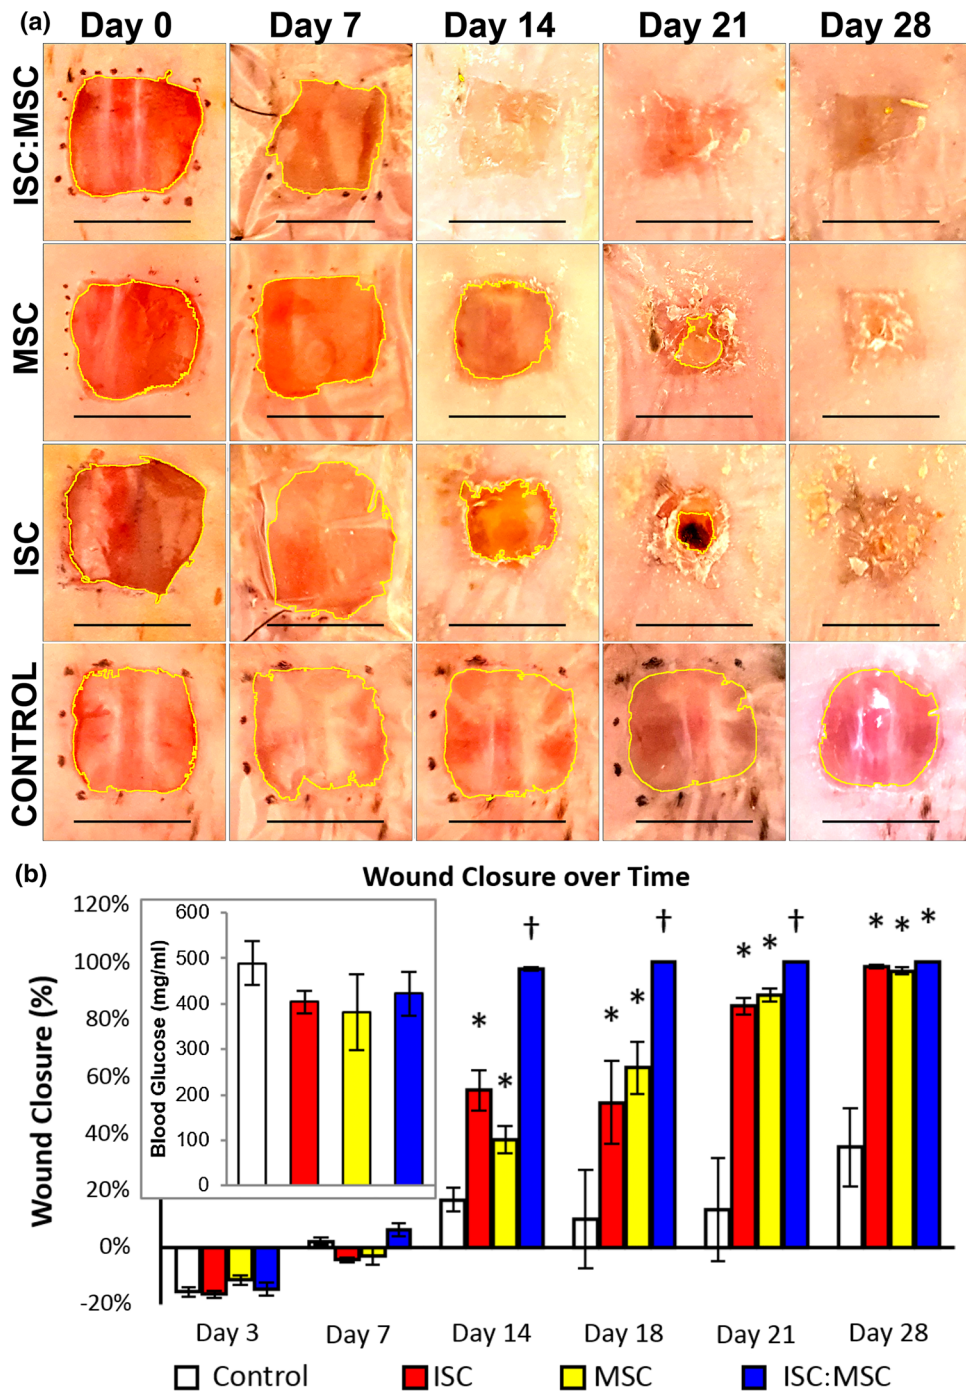 (a) Day 0 Day 7 Day 14 Day 21 Day 28
ISC:MSC
MSC
ISC
CONTROL
(b)
Wound Closure over Time
Wound Closure (%)
120%
100%
80%
60%
40%
20%
0%
-20%
Blood Glucose (mg/ml)
600
500
400
300
200
100
0
†
†
†
*
*
*
*
*
*
*
*
*
Day 3 Day 7 Day 14 Day 18 Day 21 Day 28
Control ISC MSC ISC:MSC